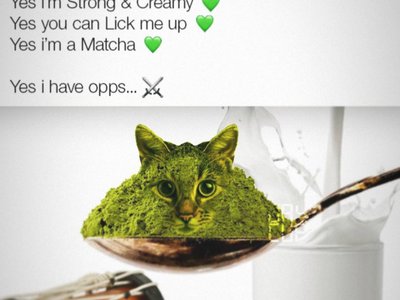 Yes I'm Strong & Creamy 💚
Yes you can Lick me up 💚
Yes i'm a Matcha 💚
Yes i have opps... ⚔️